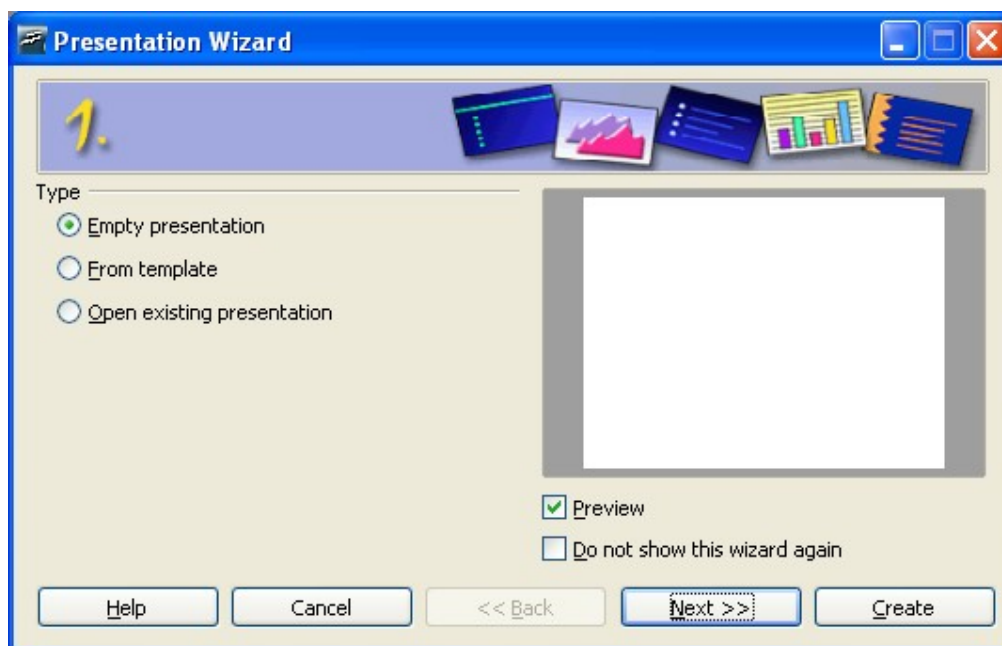 Presentation Wizard
1.
Type
Empty presentation
From template
Open existing presentation
Preview
Do not show this wizard again
Help Cancel << Back Next >> Create